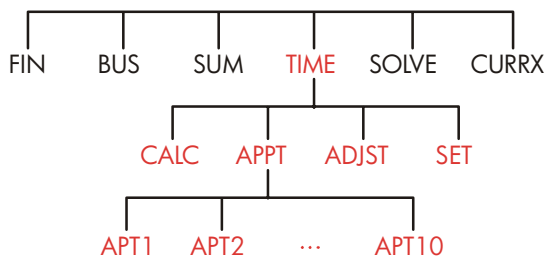 FIN BUS SUM TIME SOLVE CURRX
CALC APPT ADJST SET
APT1 APT2 ... APT10